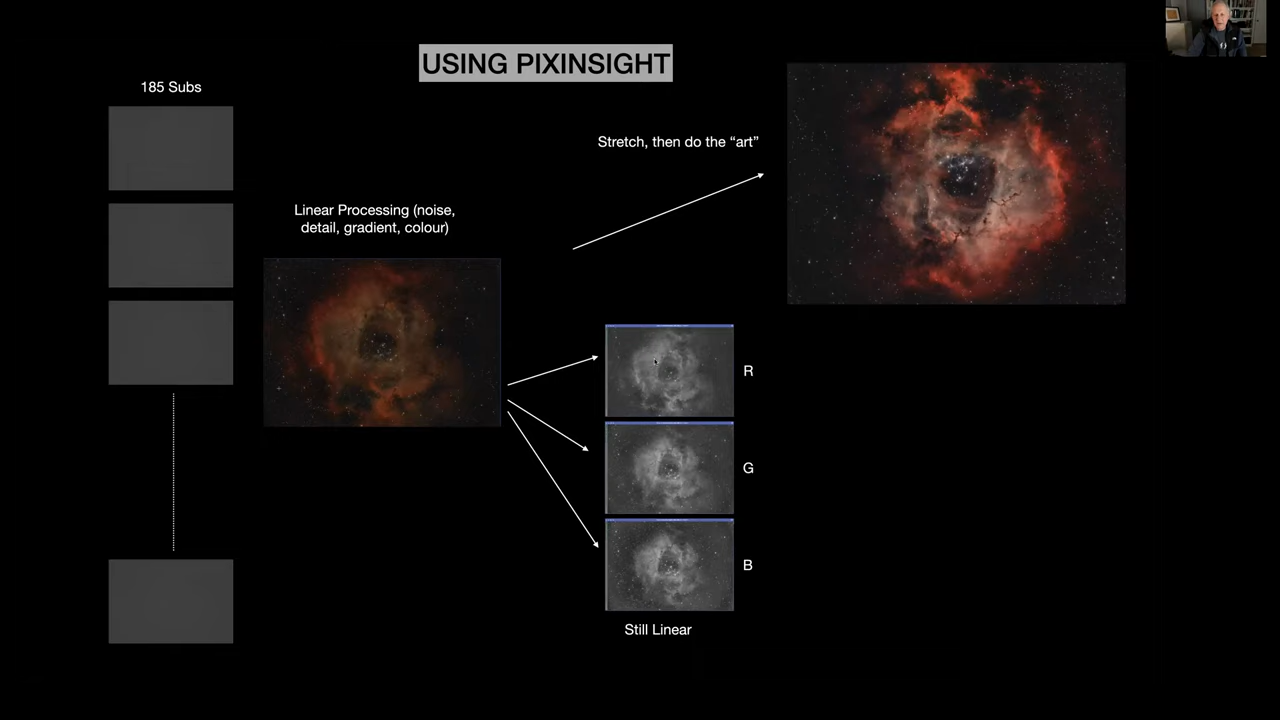 USING PIXINSIGHT
185 Subs
Stretch, then do the “art”
Linear Processing (noise,
detail, gradient, colour)
R
G
B
Still Linear